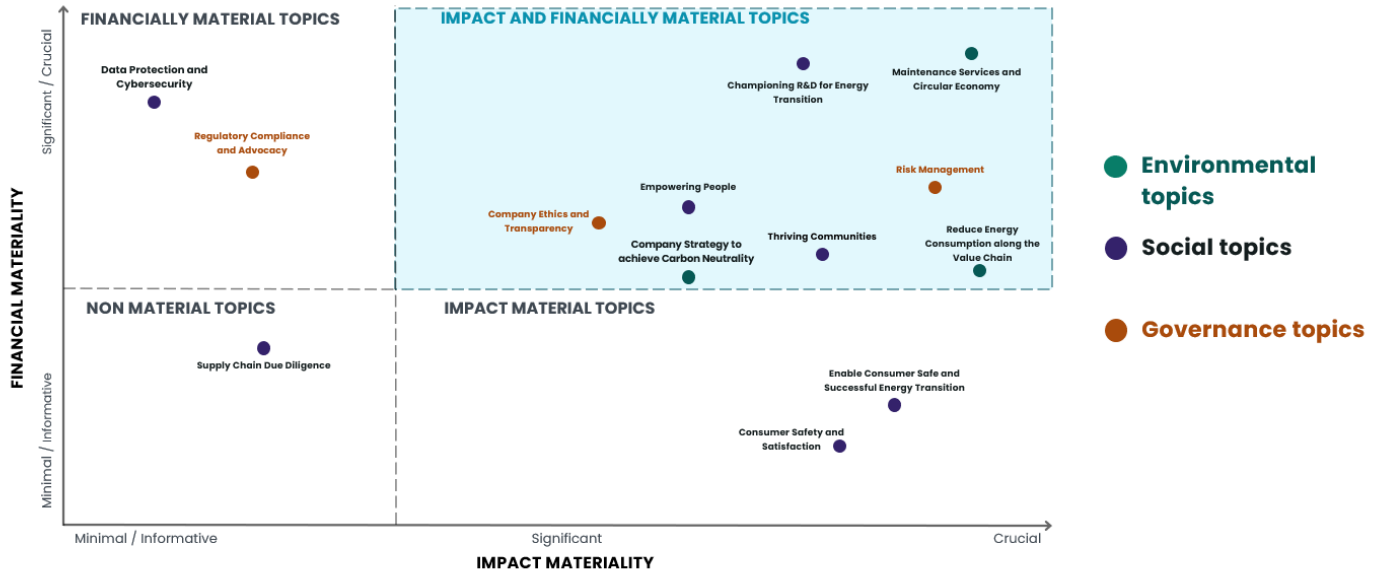 FINANCIALLY MATERIAL TOPICS
IMPACT AND FINANCIALLY MATERIAL TOPICS
Significant / Crucial
Data Protection and
Cybersecurity
Regulatory Compliance
and Advocacy
Championing R&D for Energy
Transition
Maintenance Services and
Circular Economy
Risk Management
Empowering People
Company Ethics and
Transparency
Thriving Communities
Reduce Energy
Consumption along the
Value Chain
Company Strategy to
achieve Carbon Neutrality
Environmental
topics
Social topics
Governance topics
FINANCIAL MATERIALITY
NON MATERIAL TOPICS
IMPACT MATERIAL TOPICS
Supply Chain Due Diligence
Enable Consumer Safe and
Successful Energy Transition
Consumer Safety and
Satisfaction
Minimal / Informative
Minimal / Informative
Significant
Crucial
IMPACT MATERIALITY